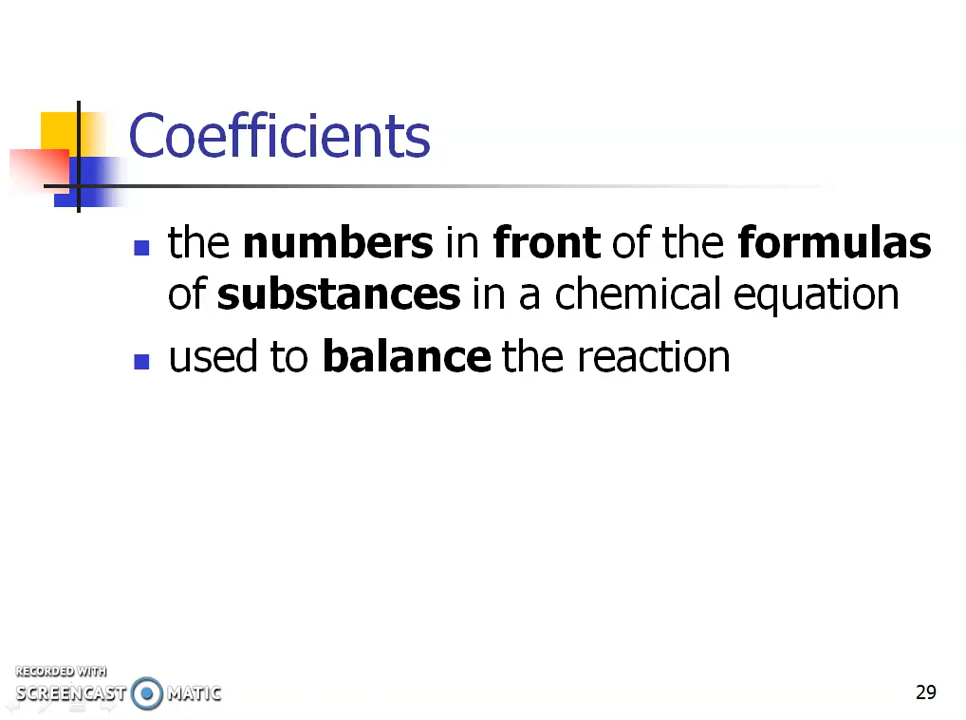 Coefficients
the numbers in front of the formulas
of substances in a chemical equation
used to balance the reaction
RECORDED WITH
SCREENCAST MATIC
29